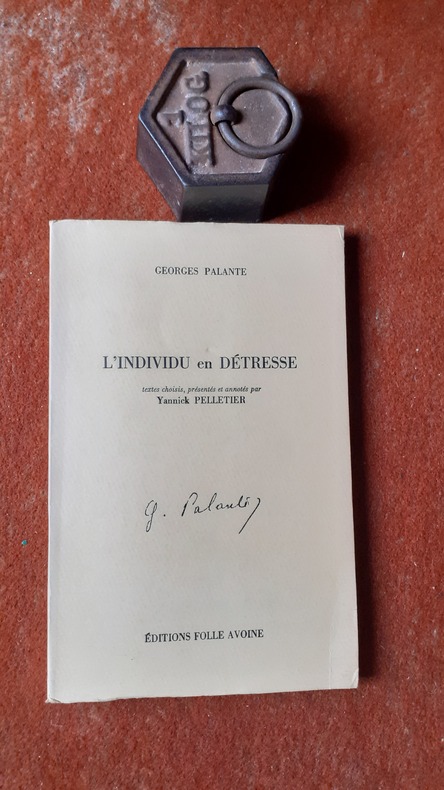 GEORGES PALANTE
L'INDIVIDU en DÉTRESSE
textes choisis, présentés et annotés par
Yannick PELLETIER
G. Palante
ÉDITIONS FOLLE AVOINE